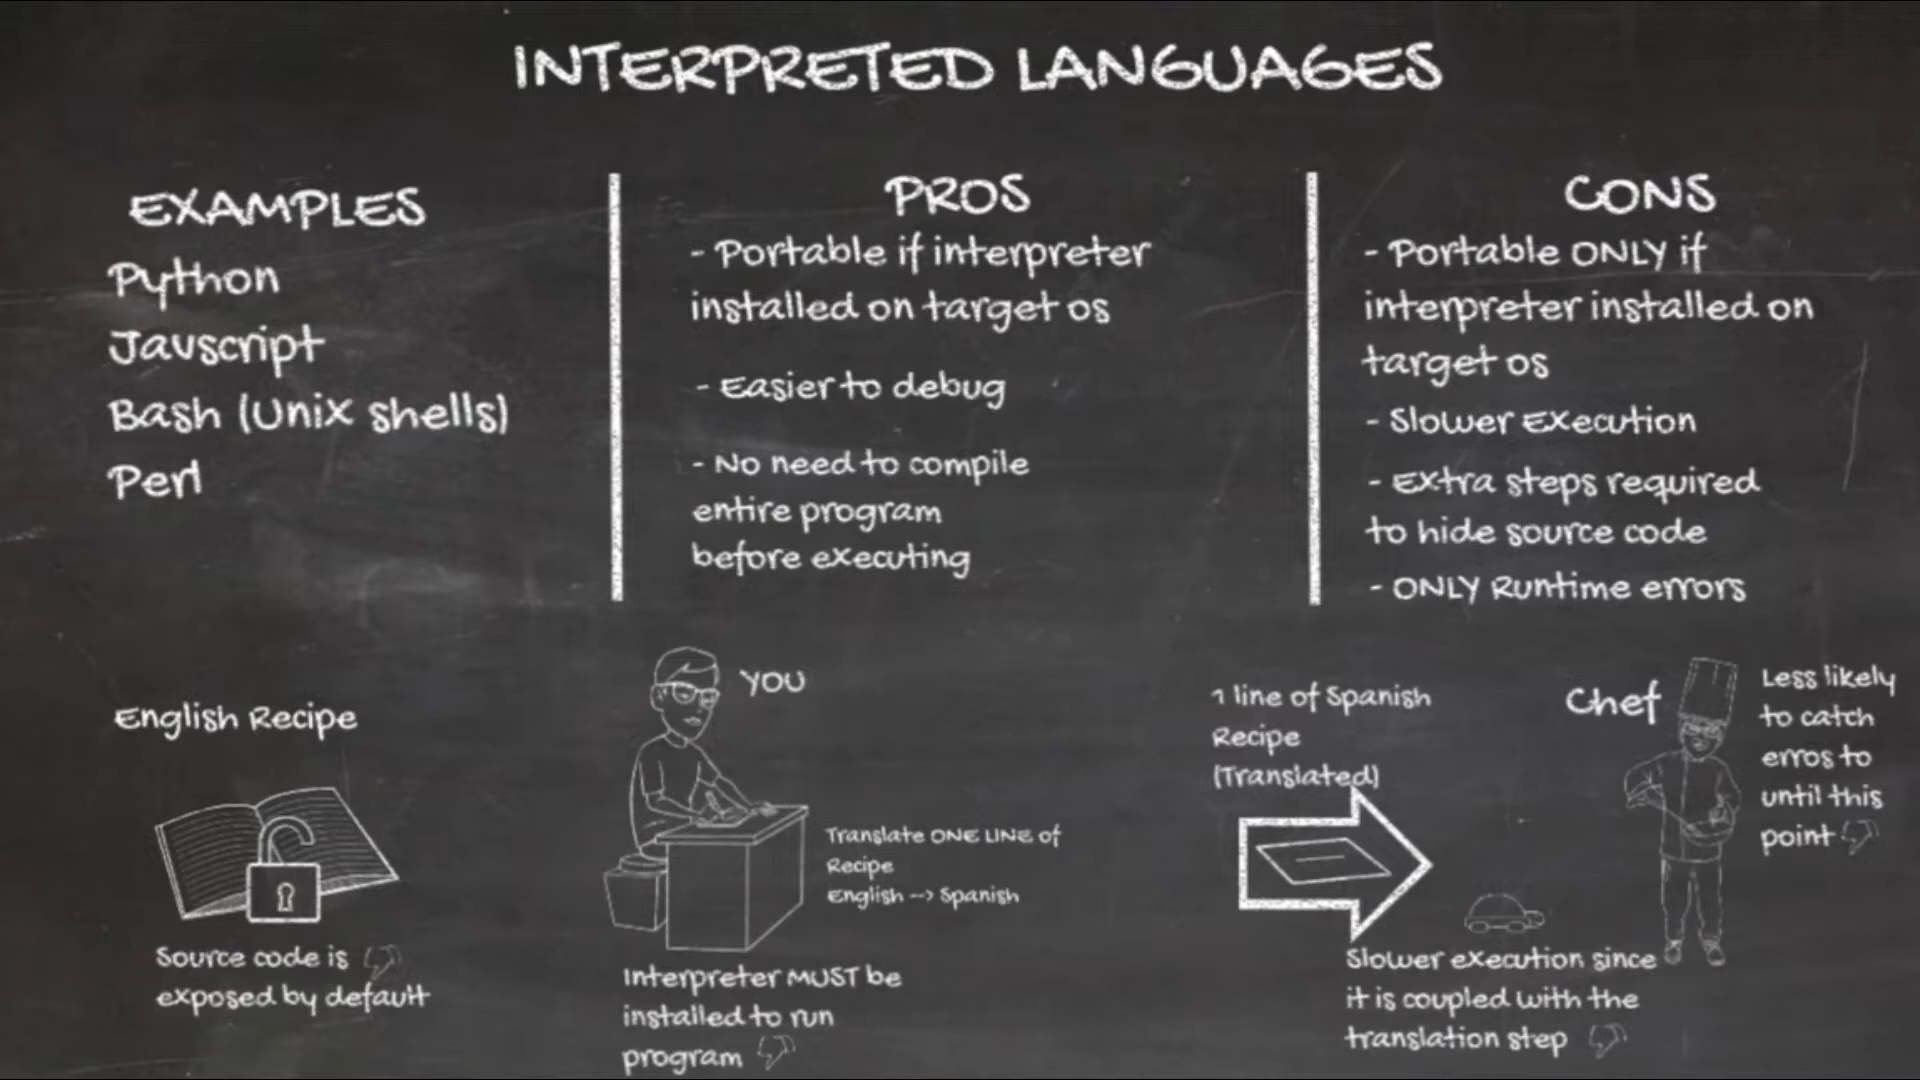 INTERPRETED LANGUAGES
EXAMPLES
Python
Javscript
Bash (Unix shells)
Perl
PROS
- Portable if interpreter
installed on target os
- Easier to debug
- No need to compile
entire program
before executing
CONS
- Portable ONLY if
interpreter installed on
target os
- Slower Execution
- Extra steps required
to hide source code
- ONLY Runtime errors
English Recipe
Source code is
exposed by default
YOU
Translate ONE LINE of
Recipe
English --> Spanish
Interpreter MUST be
installed to run
program
1 line of Spanish
Recipe
(Translated)
Chef
Less likely
to catch
erros to
until this
point
Slower execution since
it is coupled with the
translation step